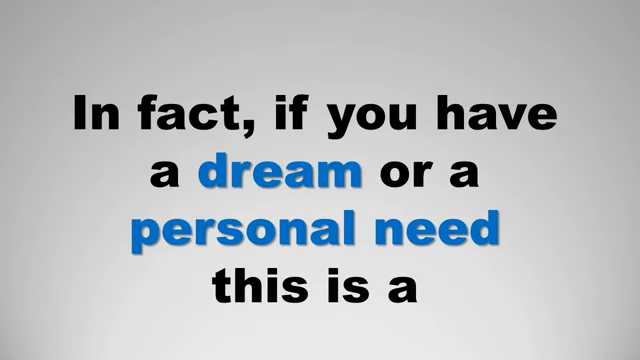 In fact, if you have
a dream or a
personal need
this is a